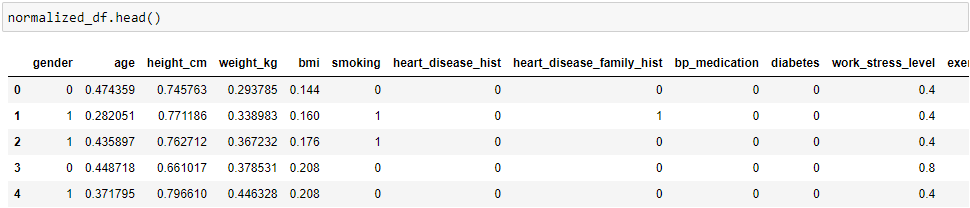 normalized_df.head()
gender age height_cm weight_kg bmi smoking heart_disease_hist heart_disease_family_hist bp_medication diabetes work_stress_level
0 0 0.474359 0.745763 0.293785 0.144 0 0 0 0 0 0.4
1 1 0.282051 0.771186 0.338983 0.160 1 0 1 0 0 0.4
2 1 0.435897 0.762712 0.367232 0.176 1 0 0 0 0 0.4
3 0 0.448718 0.661017 0.378531 0.208 0 0 0 0 0 0.8
4 1 0.371795 0.796610 0.446328 0.208 0 0 0 0 0 0.4